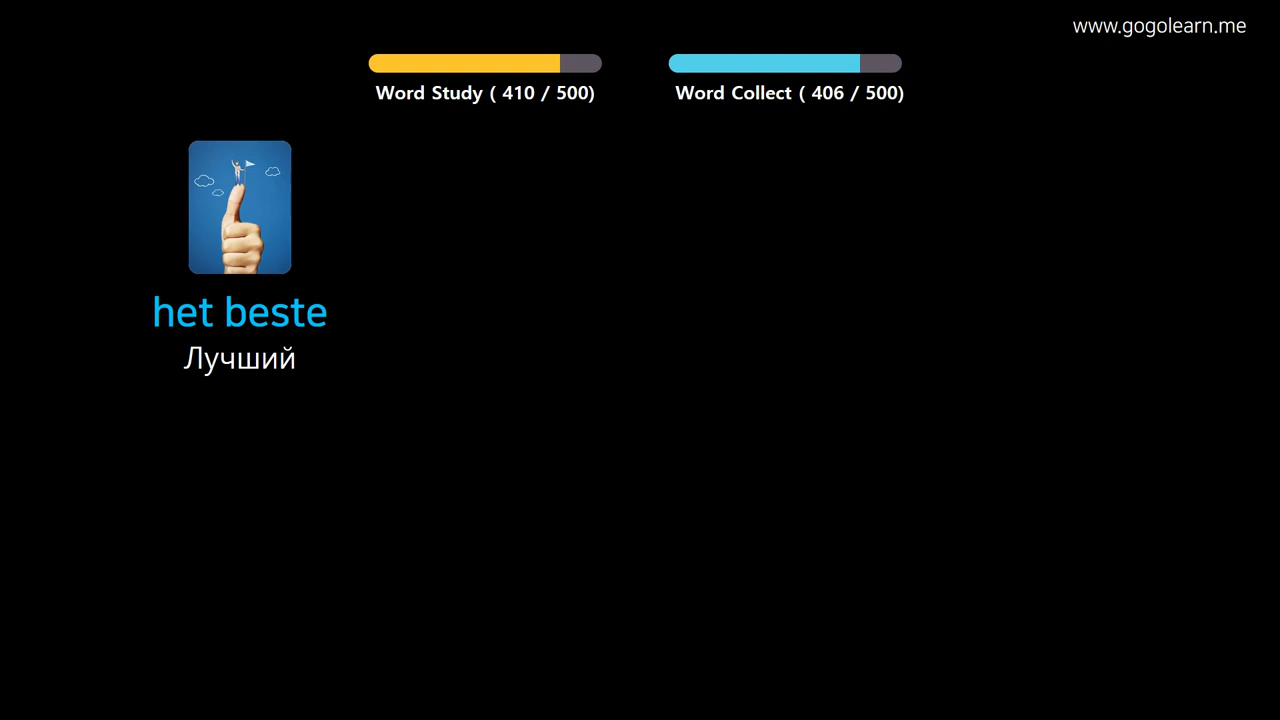 www.gogolearn.me
Word Study ( 410 / 500)
Word Collect ( 406 / 500)
het beste
Лучший